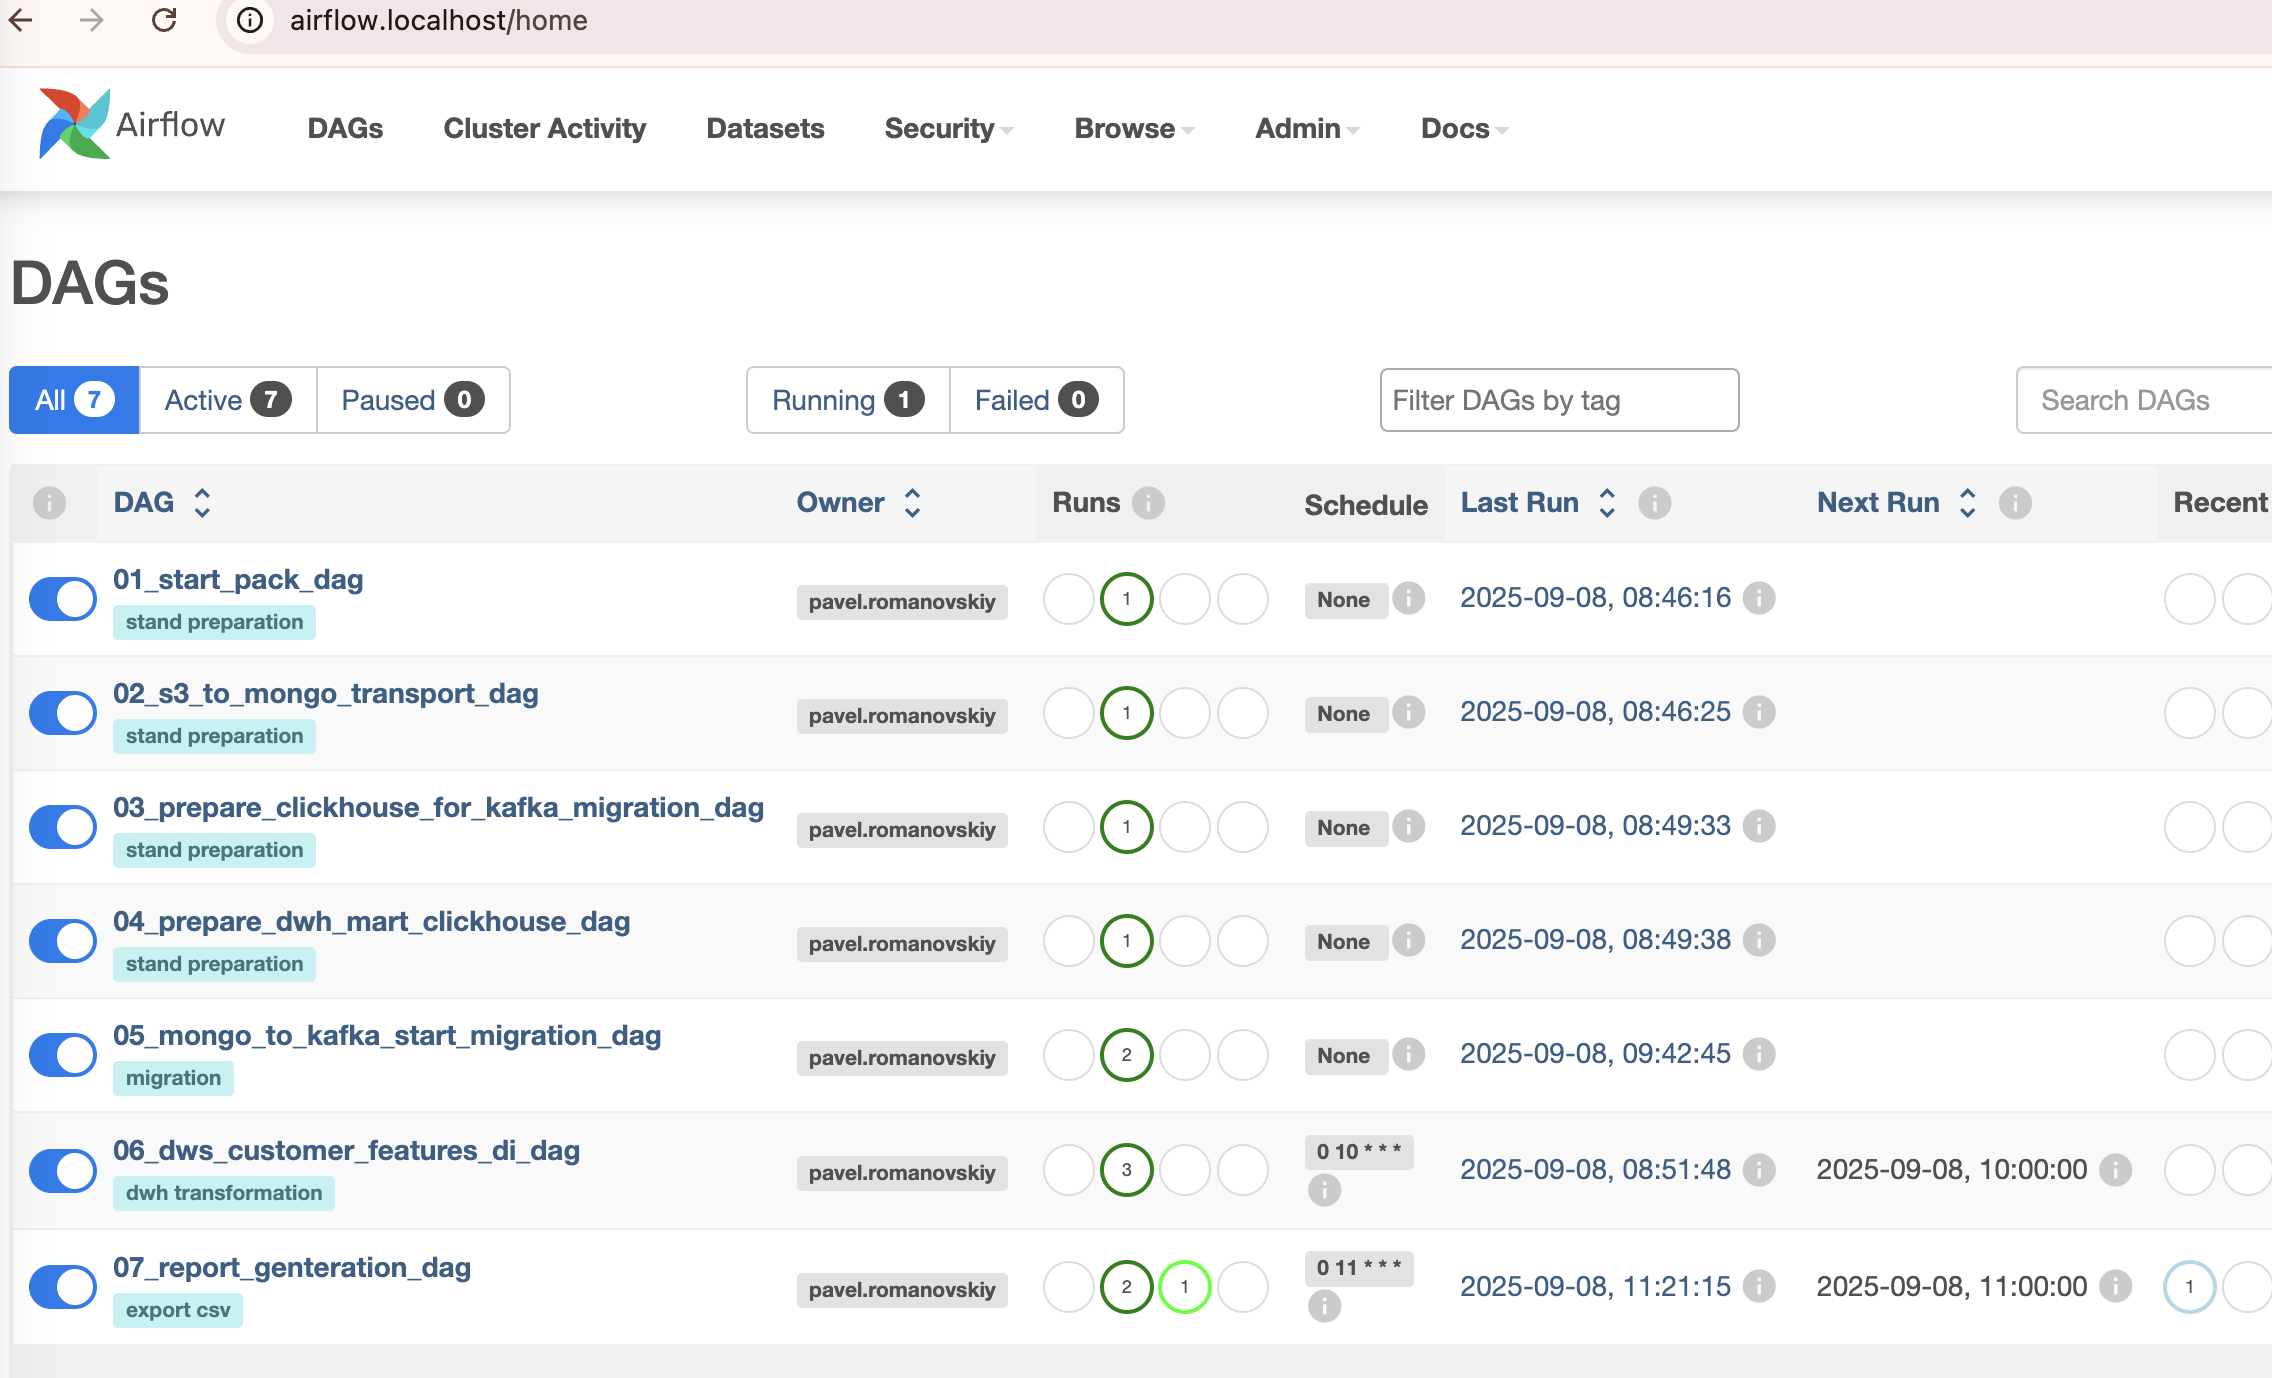 airflow.localhost/home
Airflow DAGs Cluster Activity Datasets Security Browse Admin Docs
DAGs
All 7 Active 7 Paused 0 Running 1 Failed 0 Filter DAGs by tag Search DAGs
DAG Owner Runs Schedule Last Run Next Run Recent
01_start_pack_dag
stand preparation
pavel.romanovskiy 1 None 2025-09-08, 08:46:16
02_s3_to_mongo_transport_dag
stand preparation
pavel.romanovskiy 1 None 2025-09-08, 08:46:25
03_prepare_clickhouse_for_kafka_migration_dag
stand preparation
pavel.romanovskiy 1 None 2025-09-08, 08:49:33
04_prepare_dwh_mart_clickhouse_dag
stand preparation
pavel.romanovskiy 1 None 2025-09-08, 08:49:38
05_mongo_to_kafka_start_migration_dag
migration
pavel.romanovskiy 2 None 2025-09-08, 09:42:45
06_dws_customer_features_di_dag
dwh transformation
pavel.romanovskiy 3 0 10 * * * 2025-09-08, 08:51:48 2025-09-08, 10:00:00
07_report_genteration_dag
export csv
pavel.romanovskiy 2 1 0 11 * * * 2025-09-08, 11:21:15 2025-09-08, 11:00:00 1